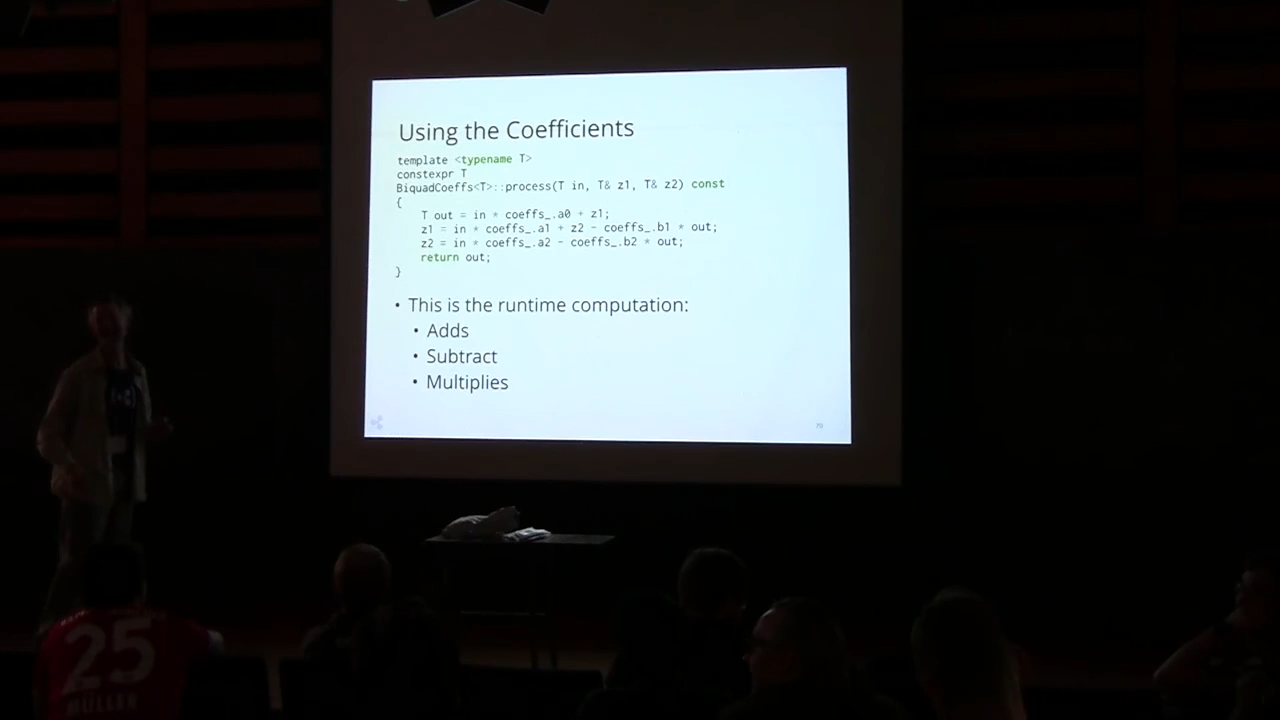 Using the Coefficients
template <typename T>
constexpr T
BiquadCoeffs<T>::process(T in, T& z1, T& z2) const
{
T out = in * coeffs_.a0 + z1;
z1 = in * coeffs_.a1 + z2 - coeffs_.b1 * out;
z2 = in * coeffs_.a2 - coeffs_.b2 * out;
return out;
}
• This is the runtime computation:
• Adds
• Subtract
• Multiplies
79
25
MÜLLER